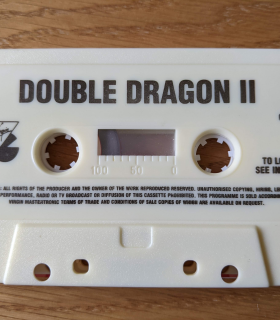 DOUBLE DRAGON II
100 50 0
TO L
SEE IN
ALL RIGHTS OF THE PRODUCER AND THE OWNER OF THE WORK REPRODUCED RESERVED. UNAUTHORISED COPYING, HIRING, LE
PERFORMANCE, RADIO OR TV BROADCAST OR DIFFUSION OF THIS CASSETTE PROHIBITED. THIS PROGRAMME IS SOLD ACCORDIN
VIRGIN MASTERTRONIC TERMS OF TRADE AND CONDITIONS OF SALE COPIES OF WHICH ARE AVAILABLE ON REQUEST.